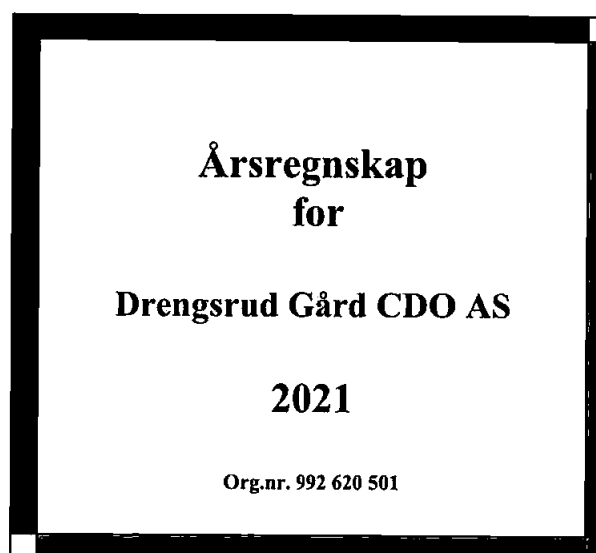 Årsregnskap
for
Drengsrud Gård CDO AS
2021
Org.nr. 992 620 501